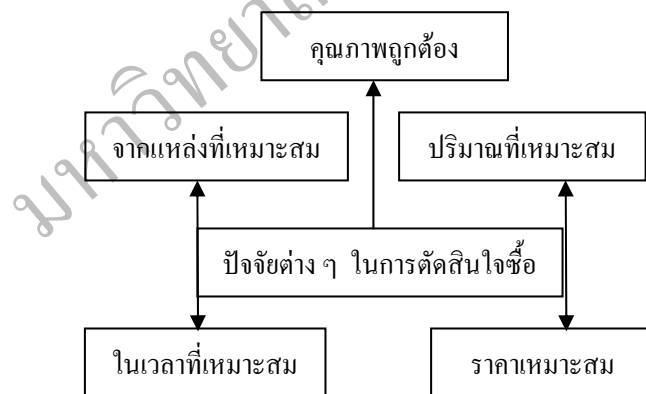 คุณภาพถูกต้อง
จากแหล่งที่เหมาะสม
ปริมาณที่เหมาะสม
ปัจจัยต่าง ๆ ในการตัดสินใจซื้อ
ในเวลาที่เหมาะสม
ราคาเหมาะสม